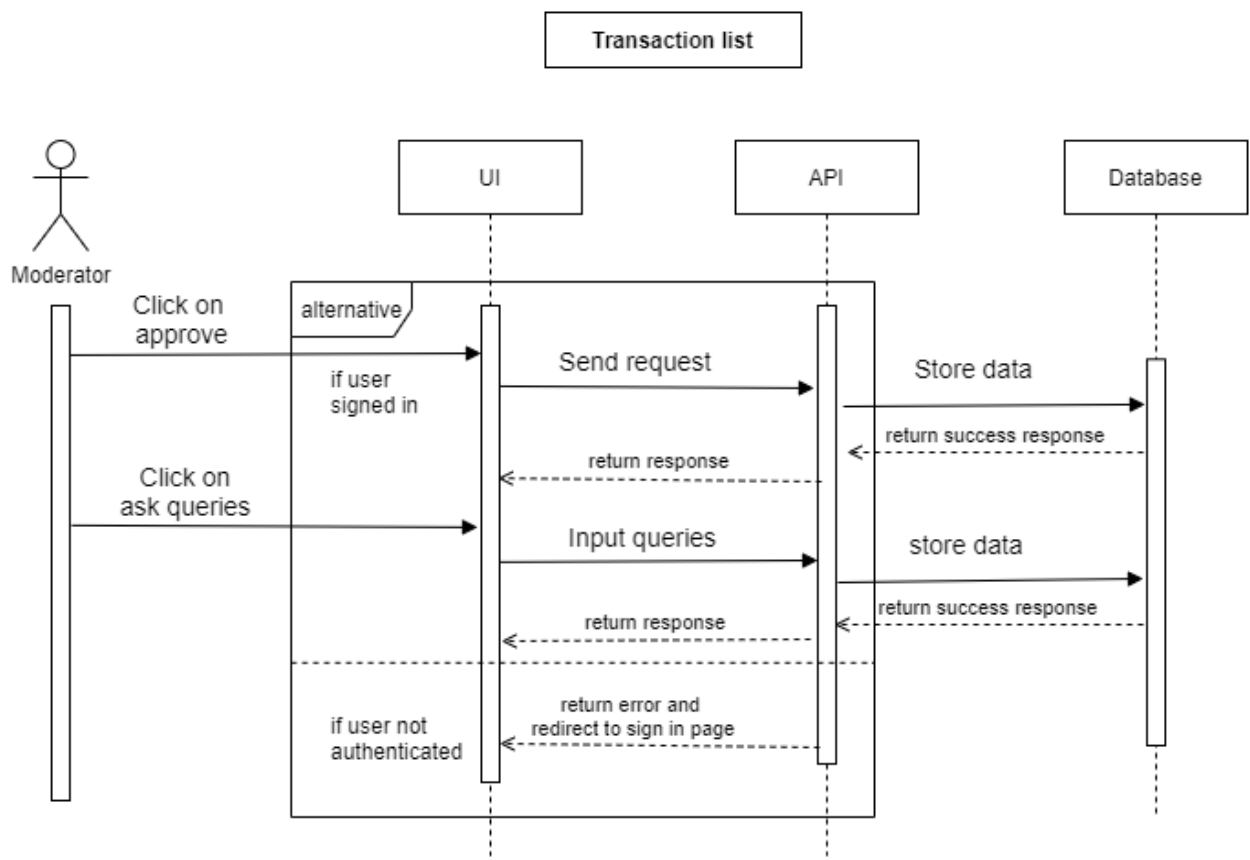 Transaction list
UI
API
Database
Moderator
Click on
approve
alternative
if user
signed in
Send request
Store data
return success response
return response
Click on
ask queries
Input queries
store data
return success response
return response
if user not
authenticated
return error and
redirect to sign in page